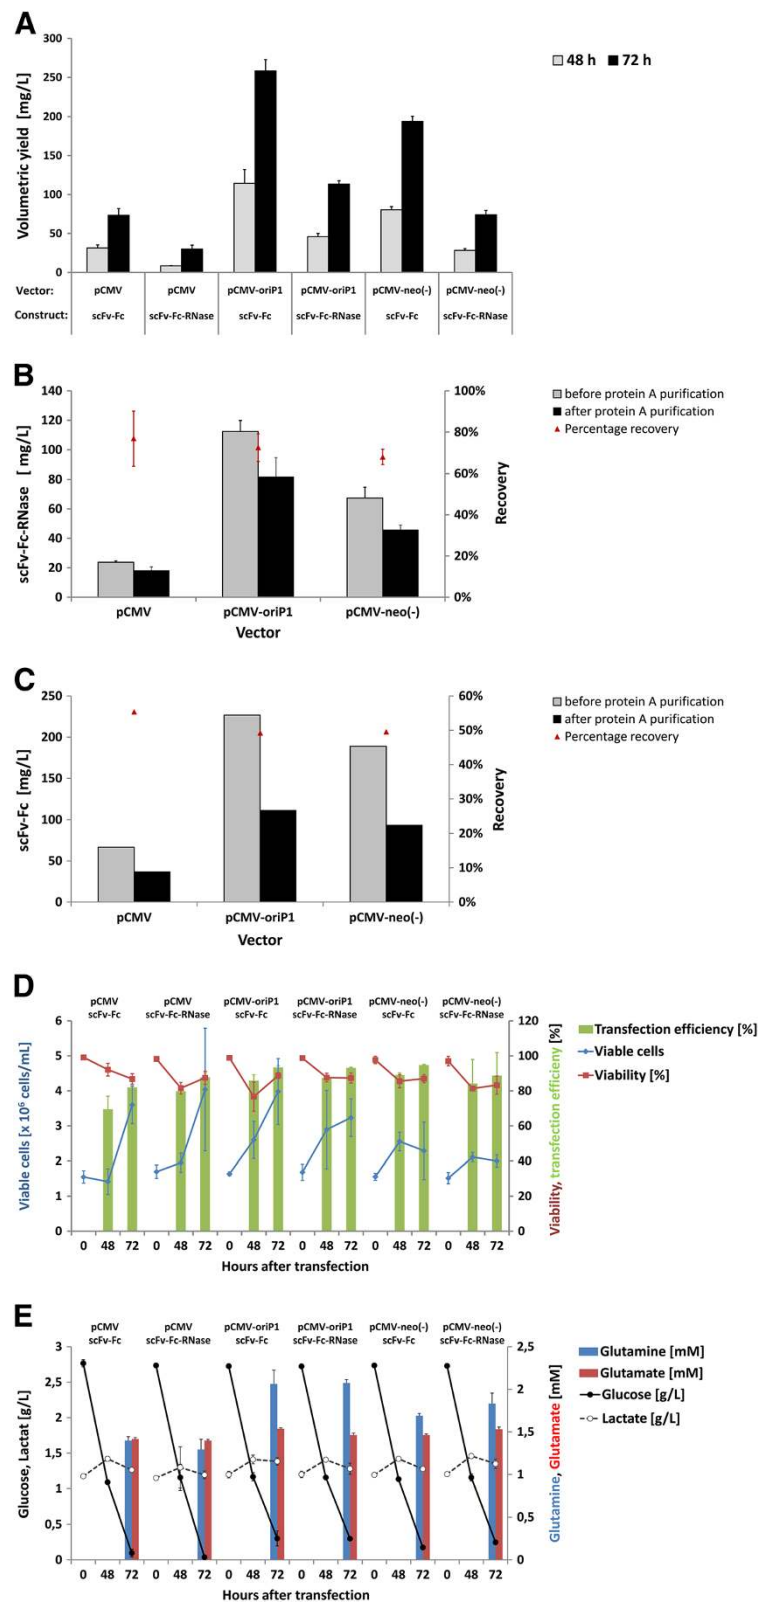 A
Volumetric yield [mg/L]
300
250
200
150
100
50
0
48 h 72 h
Vector: pCMV pCMV pCMV-oriP1 pCMV-oriP1 pCMV-neo(-) pCMV-neo(-)
Construct: scFv-Fc scFv-Fc-RNase scFv-Fc scFv-Fc-RNase scFv-Fc scFv-Fc-RNase
B
scFv-Fc-RNase [ mg/L]
140
120
100
80
60
40
20
0
100%
80%
60%
40%
20%
0%
Recovery
before protein A purification
after protein A purification
Percentage recovery
pCMV pCMV-oriP1 pCMV-neo(-)
Vector
C
scFv-Fc [mg/L]
250
200
150
100
50
0
60%
50%
40%
30%
20%
10%
0%
Recovery
before protein A purification
after protein A purification
Percentage recovery
pCMV pCMV-oriP1 pCMV-neo(-)
Vector
D
pCMV pCMV pCMV-oriP1 pCMV-oriP1 pCMV-neo(-) pCMV-neo(-)
scFv-Fc scFv-Fc-RNase scFv-Fc scFv-Fc-RNase scFv-Fc scFv-Fc-RNase
Viable cells [x 10⁶ cells/mL]
6
5
4
3
2
1
0
120
100
80
60
40
20
0
Viability, transfection efficieny [%]
Transfection efficiency [%]
Viable cells
Viability [%]
0 48 72 0 48 72 0 48 72 0 48 72 0 48 72 0 48 72
Hours after transfection
E
pCMV pCMV pCMV-oriP1 pCMV-oriP1 pCMV-neo(-) pCMV-neo(-)
scFv-Fc scFv-Fc-RNase scFv-Fc scFv-Fc-RNase scFv-Fc scFv-Fc-RNase
Glucose, Lactat [g/L]
3
2,5
2
1,5
1
0,5
0
2,5
2
1,5
1
0,5
0
Glutamine, Glutamate [mM]
Glutamine [mM]
Glutamate [mM]
Glucose [g/L]
Lactate [g/L]
0 48 72 0 48 72 0 48 72 0 48 72 0 48 72 0 48 72
Hours after transfection